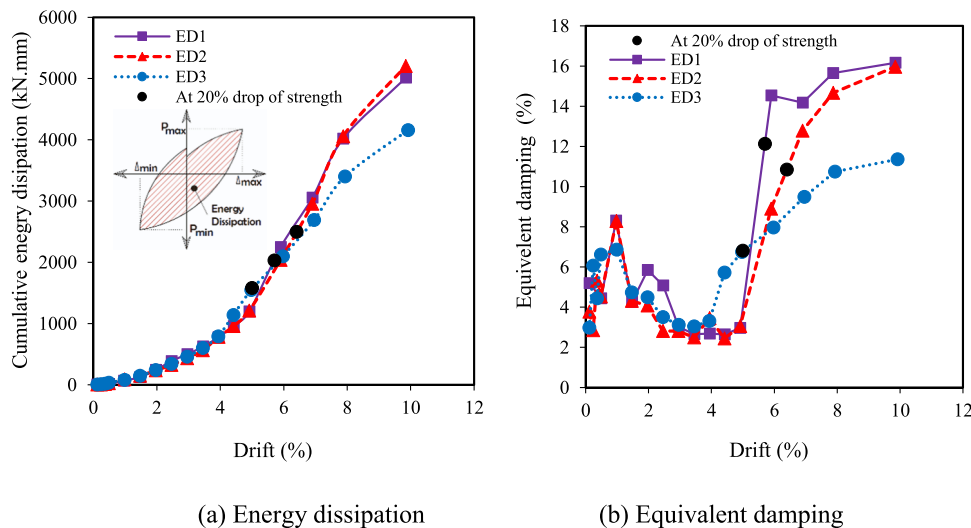 (a)
6000
5000
4000
3000
2000
1000
0
Cumulative enegry disipation (kN.mm)
ED1
ED2
ED3
At 20% drop of strength
Pmax
Δmin
Δmax
Energy
Dissipation
Pmin
0
2
4
6
8
10
12
Drift (%)
(a) Energy dissipation
(b)
18
16
14
12
10
8
6
4
2
0
Equivelent damping (%)
At 20% drop of strength
ED1
ED2
ED3
0
2
4
6
8
10
12
Drift (%)
(b) Equivalent damping